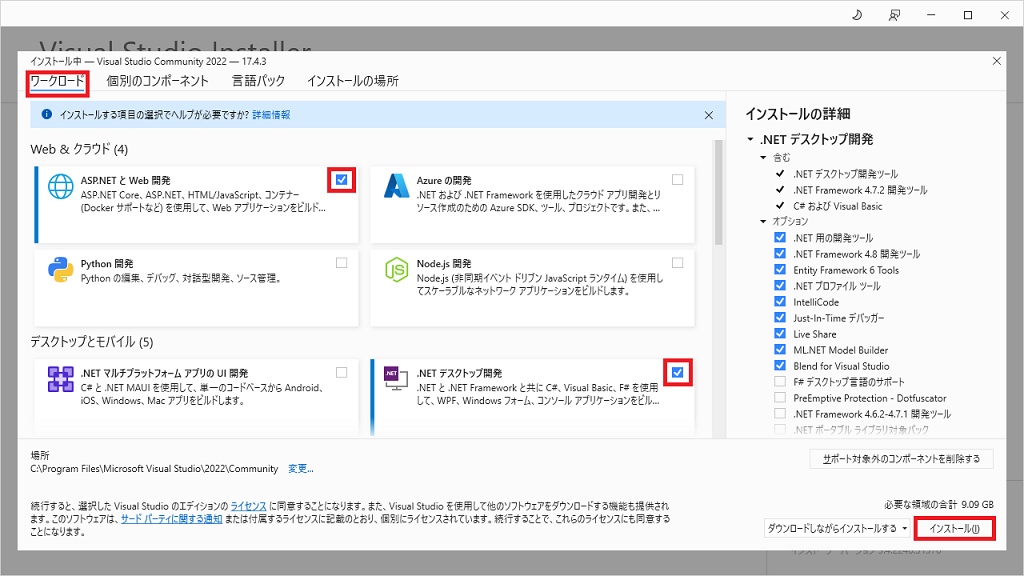 Visual Studio Installer
インストール中 — Visual Studio Community 2022 — 17.4.3
ワークロード 個別のコンポーネント 言語パック インストールの場所
インストールする項目の選択でヘルプが必要ですか? 詳細情報
Web & クラウド (4)
ASP.NET と Web 開発
ASP.NET Core、ASP.NET、HTML/JavaScript、コンテナー
(Docker サポートなど) を使用して、Web アプリケーションをビルド...
Azure の開発
.NET および .NET Framework を使用したクラウド アプリ開発とリ
ソース作成のための Azure SDK、ツール、プロジェクトです。また、...
Python 開発
Python の編集、デバッグ、対話型開発、ソース管理。
Node.js 開発
Node.js (非同期イベント ドリブン JavaScript ランタイム) を使用し
てスケーラブルなネットワーク アプリケーションをビルドします。
デスクトップとモバイル (5)
.NET マルチプラットフォーム アプリの UI 開発
C# と .NET MAUI を使用して、単一のコードベースから Android、
iOS、Windows、Mac アプリをビルドします。
.NET デスクトップ開発
.NET と .NET Framework と共に C#、Visual Basic、F# を使用
して、WPF、Windows フォーム、コンソール アプリケーションをビル...
インストールの詳細
.NET デスクトップ開発
含む
.NET デスクトップ開発ツール
.NET Framework 4.7.2 開発ツール
C# および Visual Basic
オプション
.NET 用の開発ツール
.NET Framework 4.8 開発ツール
Entity Framework 6 Tools
.NET プロファイル ツール
IntelliCode
Just-In-Time デバッガー
Live Share
ML.NET Model Builder
Blend for Visual Studio
F# デスクトップ言語のサポート
PreEmptive Protection - Dotfuscator
.NET Framework 4.6.2-4.7.1 開発ツール
.NET ポータブル ライブラリ対象パック
場所
C:\Program Files\Microsoft Visual Studio\2022\Community 変更...
サポート対象外のコンポーネントを削除する
続行すると、選択した Visual Studio のエディションの ライセンス に同意することになります。また、Visual Studio を使用して他のソフトウェアをダウンロードする機能も提供され
ます。このソフトウェアは、サード パーティに関する通知 または付属するライセンスに記載のとおり、個別にライセンスされています。続行することで、これらのライセンスにも同意する
ことになります。
必要な領域の合計 9.09 GB
ダウンロードしながらインストールする インストール(I)